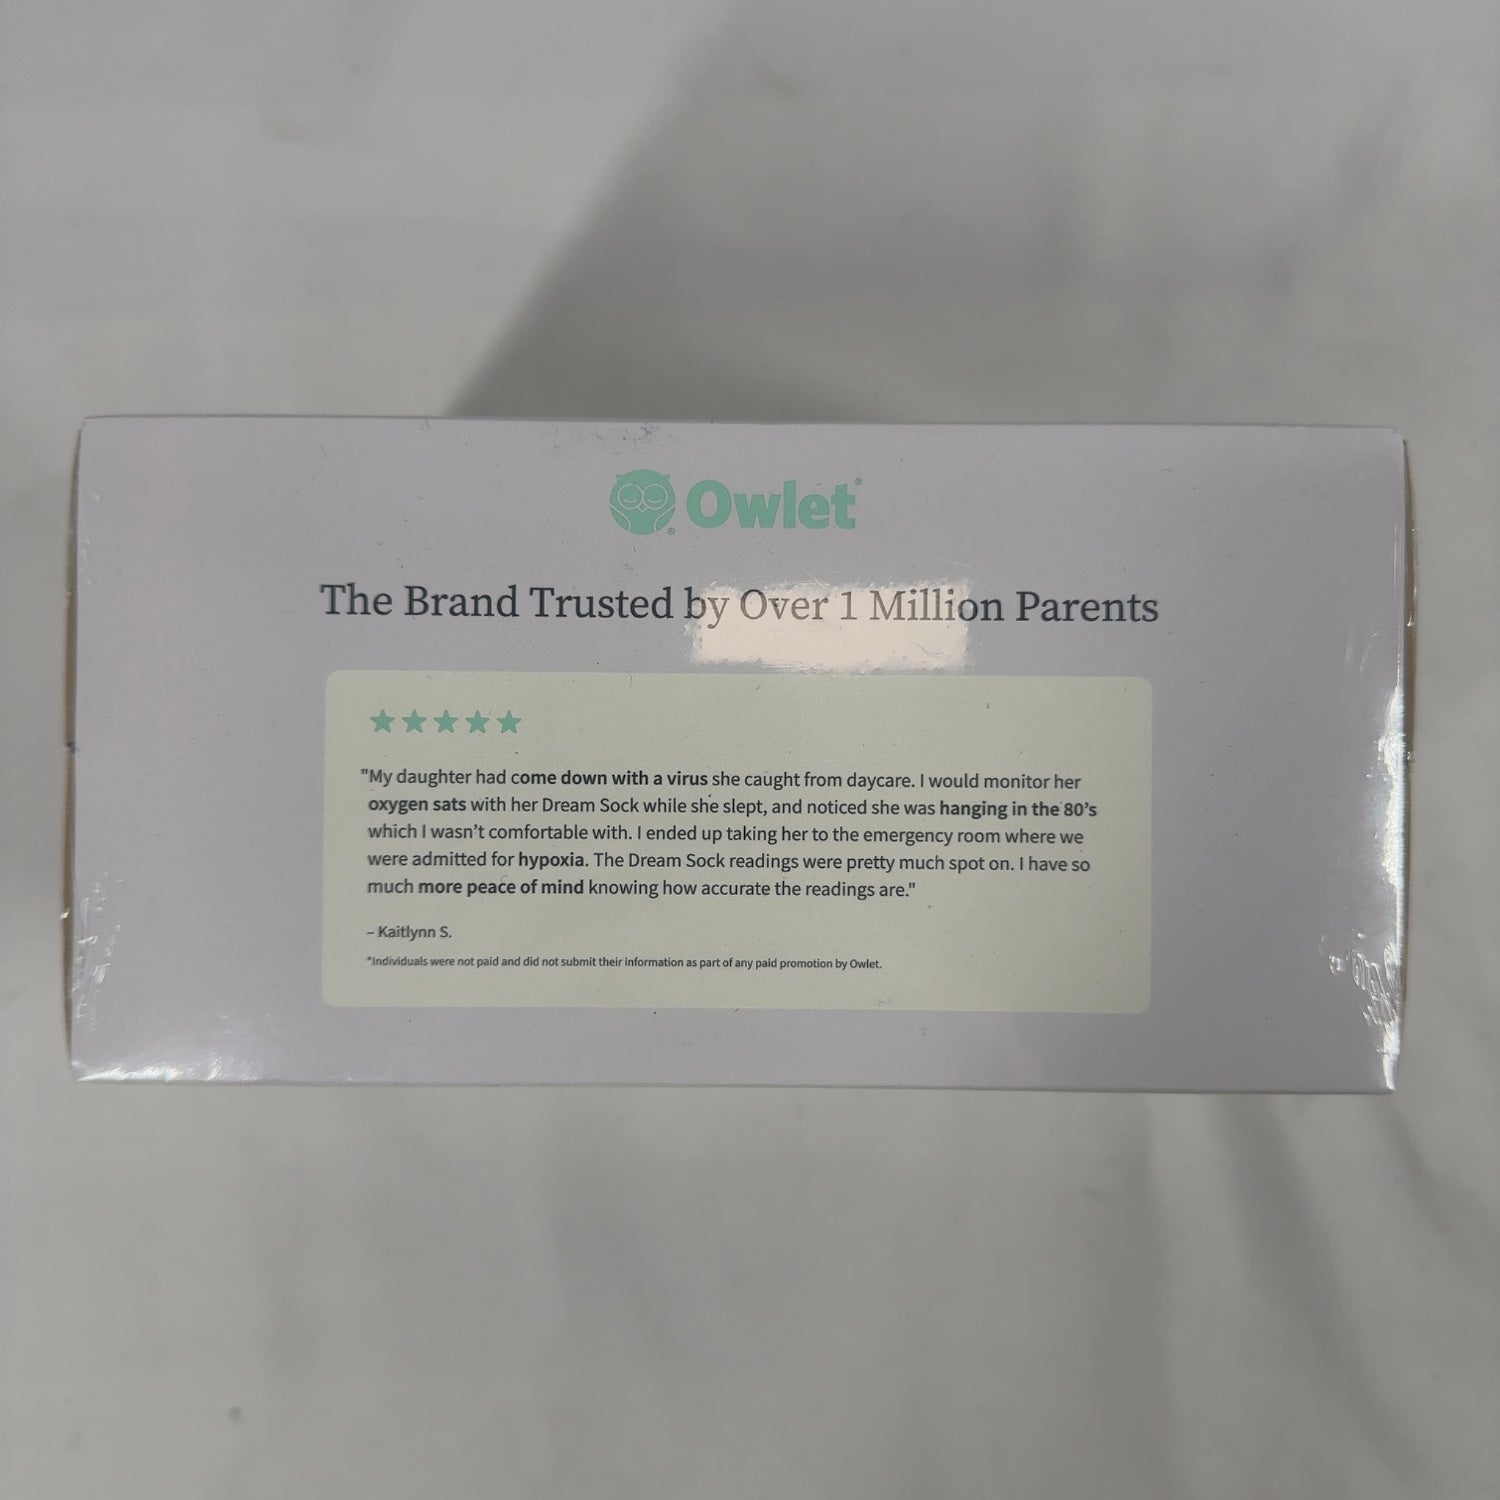 Owlet®
The Brand Trusted by Over 1 Million Parents
"My daughter had come down with a virus she caught from daycare. I would monitor her
oxygen sats with her Dream Sock while she slept, and noticed she was hanging in the 80's
which I wasn't comfortable with. I ended up taking her to the emergency room where we
were admitted for hypoxia. The Dream Sock readings were pretty much spot on. I have so
much more peace of mind knowing how accurate the readings are."
– Kaitlynn S.
*Individuals were not paid and did not submit their information as part of any paid promotion by Owlet.